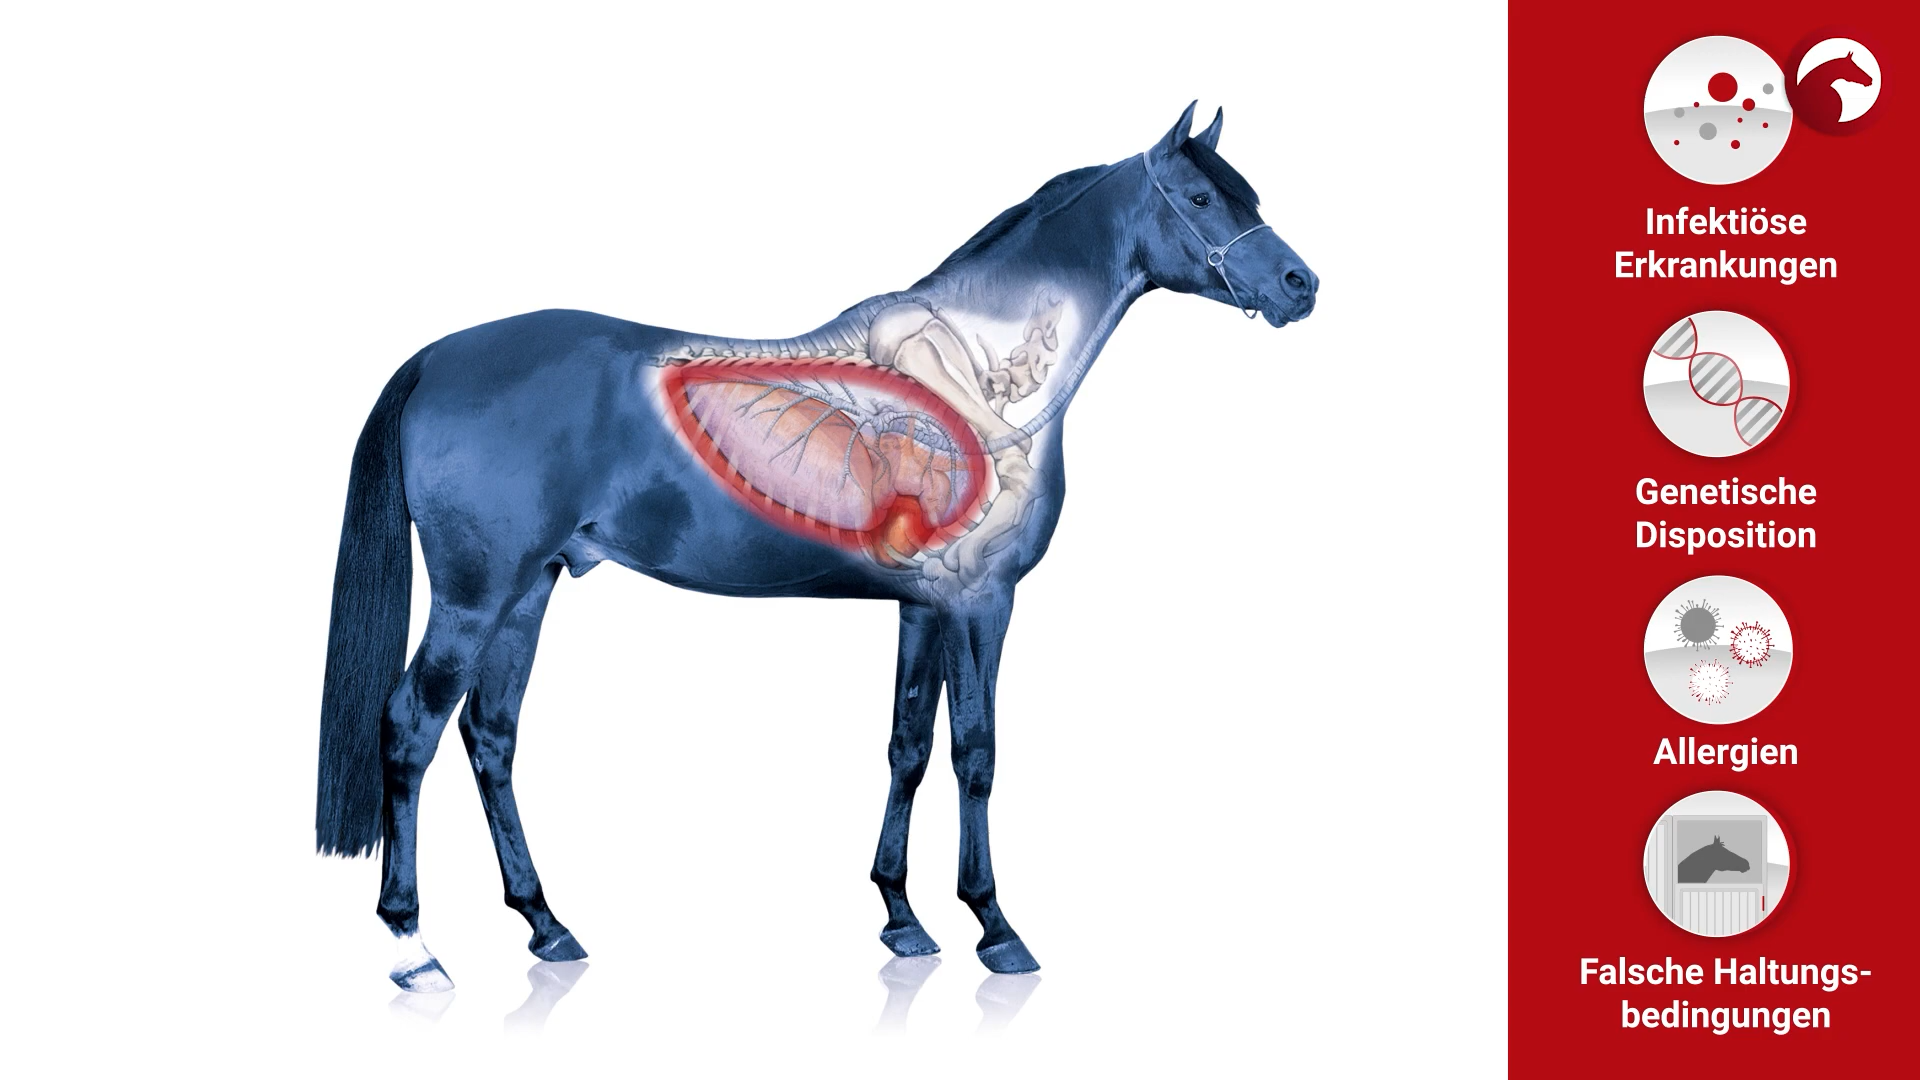 Infektiöse
Erkrankungen
Genetische
Disposition
Allergien
Falsche Haltungs-
bedingungen